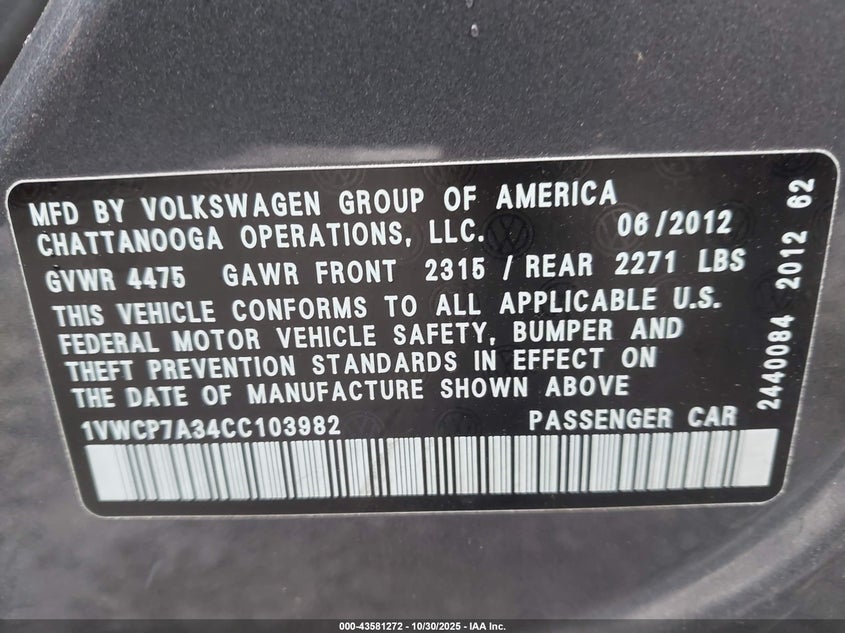 MFD BY VOLKSWAGEN GROUP OF AMERICA
CHATTANOOGA OPERATIONS, LLC. 06/2012
GVWR 4475 GAWR FRONT 2315 / REAR 2271 LBS
THIS VEHICLE CONFORMS TO ALL APPLICABLE U.S.
FEDERAL MOTOR VEHICLE SAFETY, BUMPER AND
THEFT PREVENTION STANDARDS IN EFFECT ON
THE DATE OF MANUFACTURE SHOWN ABOVE
1VWCP7A34CC103982 PASSENGER CAR
2440084 2012 62
000-43581272 - 10/30/2025 - IAA Inc.